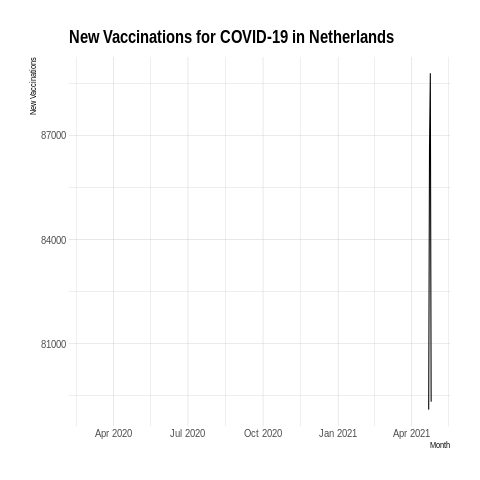 New Vaccinations for COVID-19 in Netherlands
New Vaccinations
87000
84000
81000
Apr 2020 Jul 2020 Oct 2020 Jan 2021 Apr 2021
Month